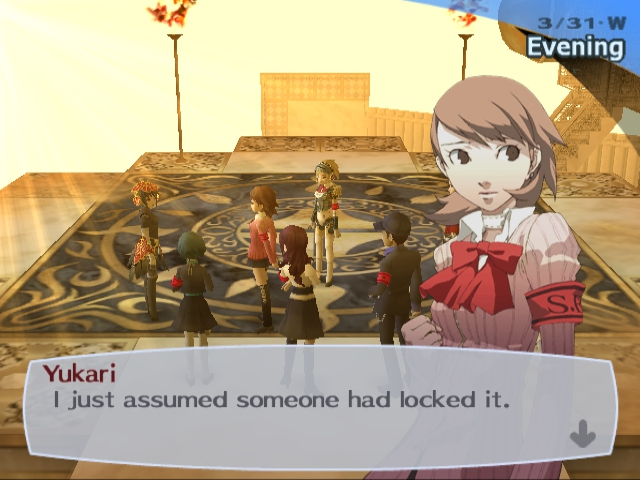 3/31・W
Evening
S.
Yukari
I just assumed someone had locked it.